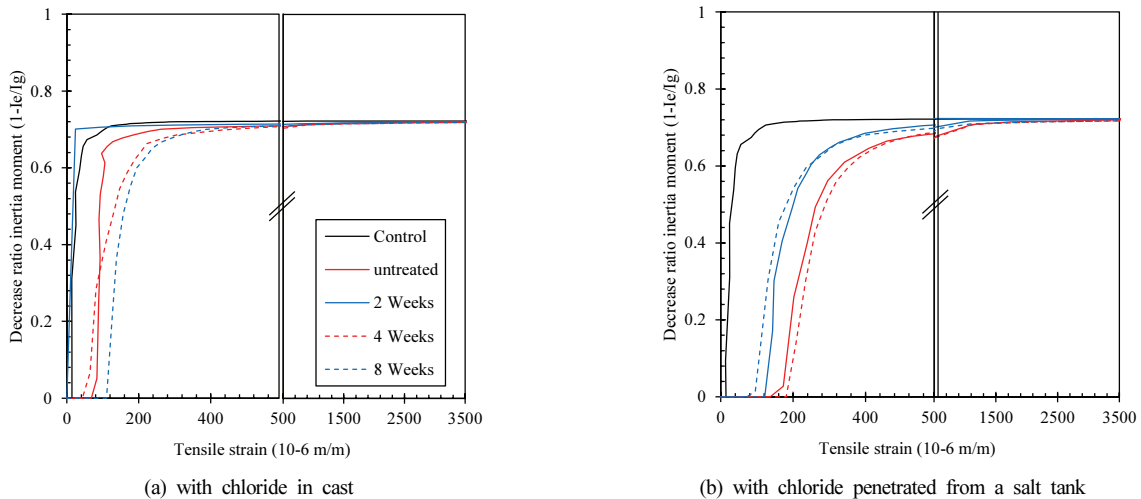 Decrease ratio inertia moment (1-Ie/Ig)
1
0.8
0.6
0.4
0.2
0
0 200 400 500 1500 2500 3500
Control
untreated
2 Weeks
4 Weeks
8 Weeks
Tensile strain (10-6 m/m)
(a) with chloride in cast
Decrease ratio inertia moment (1-Ie/Ig)
1
0.8
0.6
0.4
0.2
0
0 200 400 500 1500 2500 3500
Tensile strain (10-6 m/m)
(b) with chloride penetrated from a salt tank